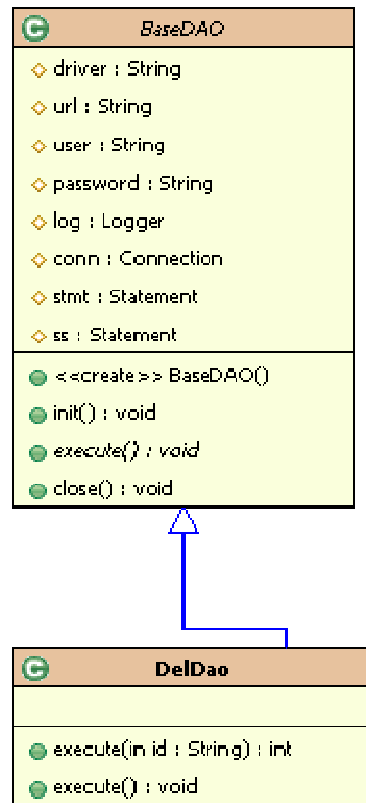 C BaseDAO
driver : String
url : String
user : String
password : String
log : Logger
conn : Connection
stmt : Statement
ss : Statement
<<create>> BaseDAO()
init() : void
execute() : void
close() : void
C DelDao
execute(in id : String) : int
execute() : void